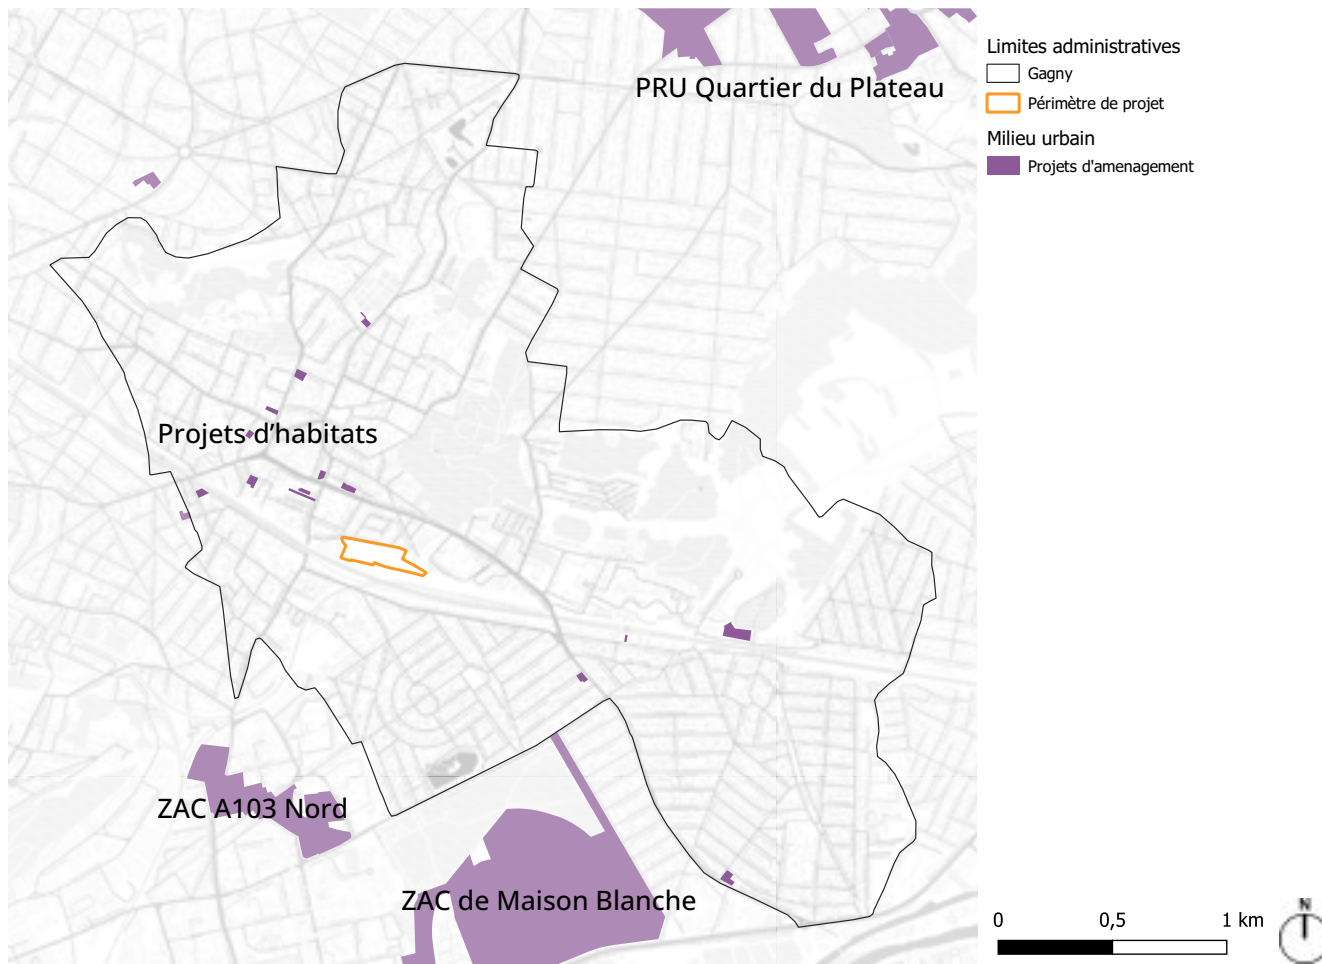 PRU Quartier du Plateau
Projets d'habitats
ZAC A103 Nord
ZAC de Maison Blanche
Limites administratives
Gagny
Périmètre de projet
Milieu urbain
Projets d'amenagement
0 0,5 1 km
N